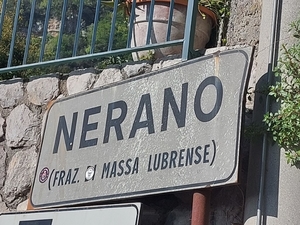 NERANO
(FRAZ. DI MASSA LUBRENSE)